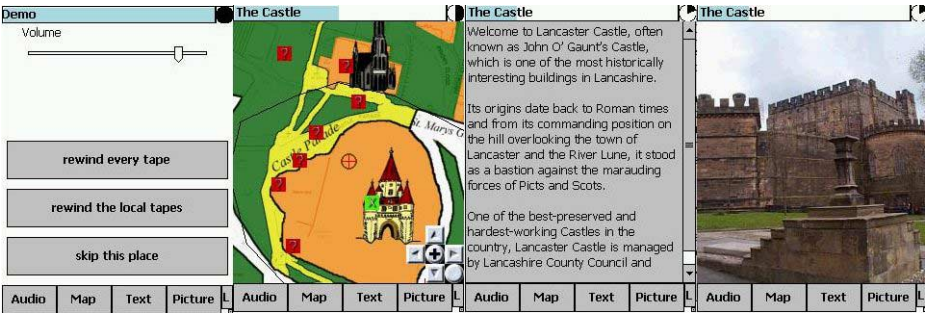 Demo
Volume
rewind every tape
rewind the local tapes
skip this place
Audio Map Text Picture L
The Castle
?
?
?
?
?
?
?
Castle Parade
St. Marys G
X
Audio Map Text Picture L
The Castle
Welcome to Lancaster Castle, often
known as John O' Gaunt's Castle,
which is one of the most historically
interesting buildings in Lancashire.
Its origins date back to Roman times
and from its commanding position on
the hill overlooking the town of
Lancaster and the River Lune, it stood
as a bastion against the marauding
forces of Picts and Scots.
One of the best-preserved and
hardest-working Castles in the
country, Lancaster Castle is managed
by Lancashire County Council and
Audio Map Text Picture L
The Castle
Audio Map Text Picture L